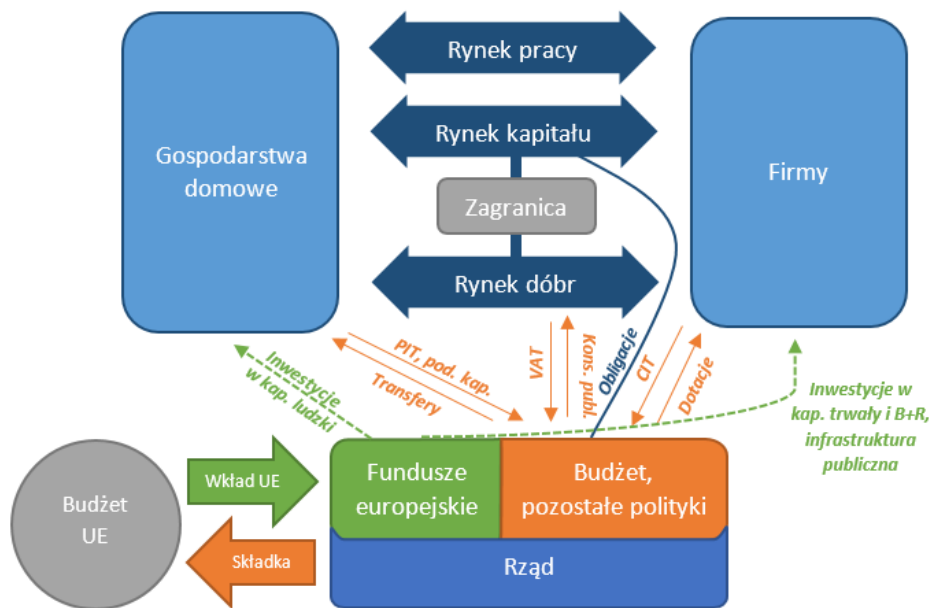 Gospodarstwa
domowe
Rynek pracy
Rynek kapitału
Zagranica
Rynek dóbr
Firmy
PIT, pod. kap.
Transfery
VAT
Kons. publ.
Obligacje
CIT
Dotacje
Inwestycje
w kap. ludzki
Inwestycje w
kap. trwały i B+R,
infrastruktura
publiczna
Budżet
UE
Wkład UE
Składka
Fundusze
europejskie
Budżet,
pozostałe polityki
Rząd